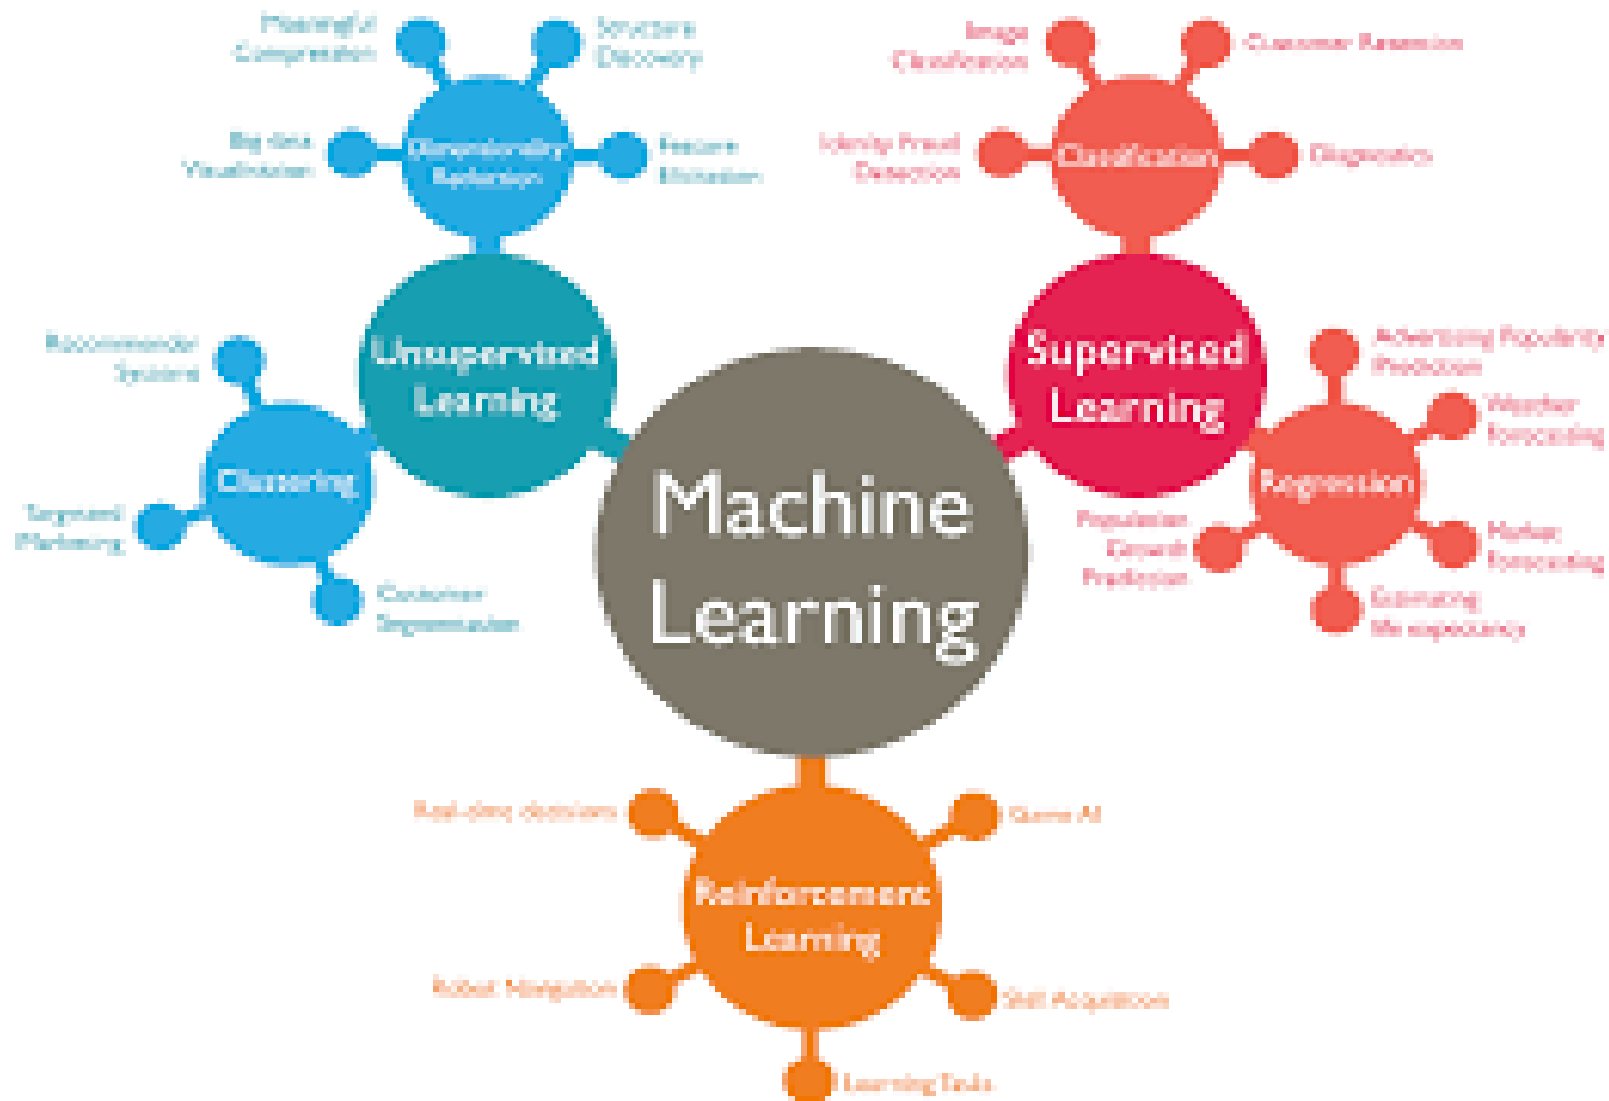 Meaningful
Compression
Structure
Discovery
Big data
Visualisation
Dimensionality
Reduction
Feature
Elicitation
Image
Classification
Customer Retention
Identity Fraud
Detection
Classification
Diagnostics
Recommender
Systems
Unsupervised
Learning
Clustering
Targeted
Marketing
Customer
Segmentation
Machine
Learning
Supervised
Learning
Advertising Popularity
Prediction
Weather
Forecasting
Regression
Population
Growth
Prediction
Market
Forecasting
Estimating
life expectancy
Real-time decisions
Game AI
Reinforcement
Learning
Robot Navigation
Skill Acquisition
Learning Tasks